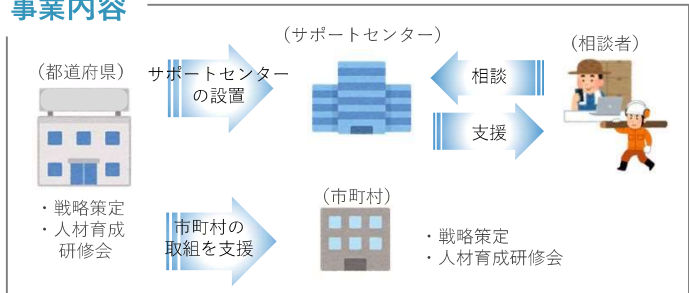 事業内容
（サポートセンター）
（相談者）
（都道府県）
サポートセンター
の設置
相談
支援
・戦略策定
・人材育成
研修会
市町村の
取組を支援
（市町村）
・戦略策定
・人材育成研修会